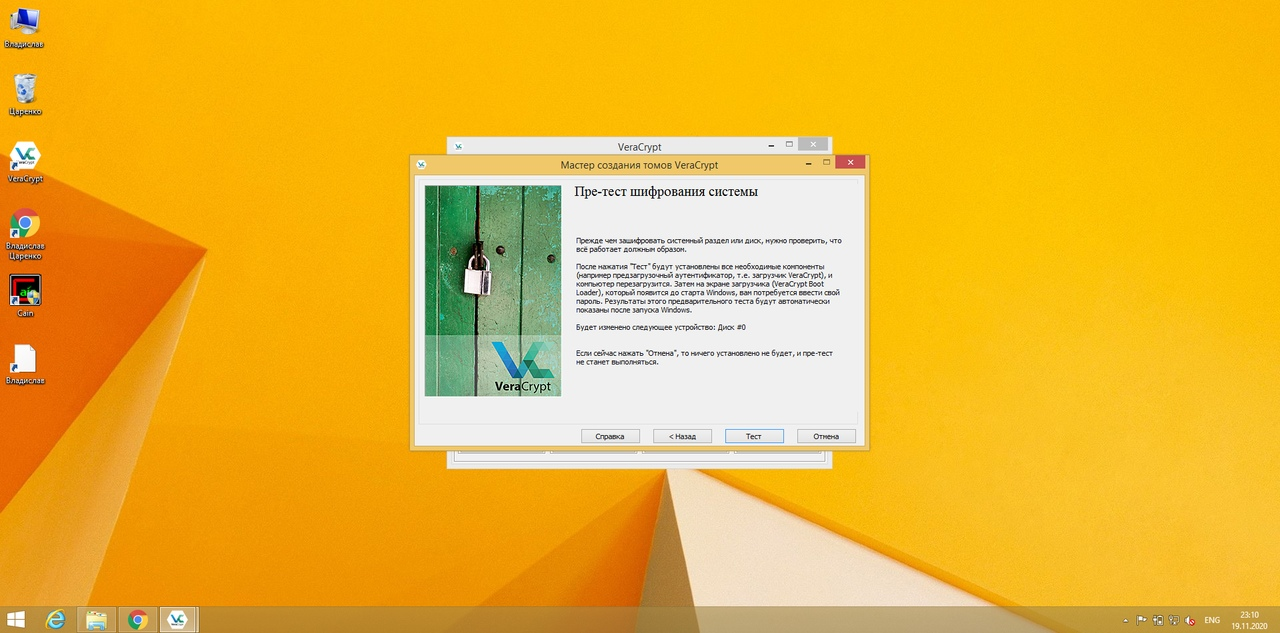 Владислав
Царенко
VeraCrypt
Владислав
Царенко
Cain
Владислав
VeraCrypt
Мастер создания томов VeraCrypt
Пре-тест шифрования системы
Прежде чем зашифровать системный раздел или диск, нужно проверить, что
всё работает должным образом.
После нажатия "Тест" будут установлены все необходимые компоненты
(например предзагрузочный аутентификатор, т.е. загрузчик VeraCrypt), и
компьютер перезагрузится. Затем на экране загрузчика (VeraCrypt Boot
Loader), который появится до старта Windows, вам потребуется ввести свой
пароль. Результаты этого предварительного теста будут автоматически
показаны после запуска Windows.
Будет изменено следующее устройство: Диск #0
Если сейчас нажать "Отмена", то ничего установлено не будет, и пре-тест
не станет выполняться.
VeraCrypt
Справка
< Назад
Тест
Отмена
ENG
23:10
19.11.2020